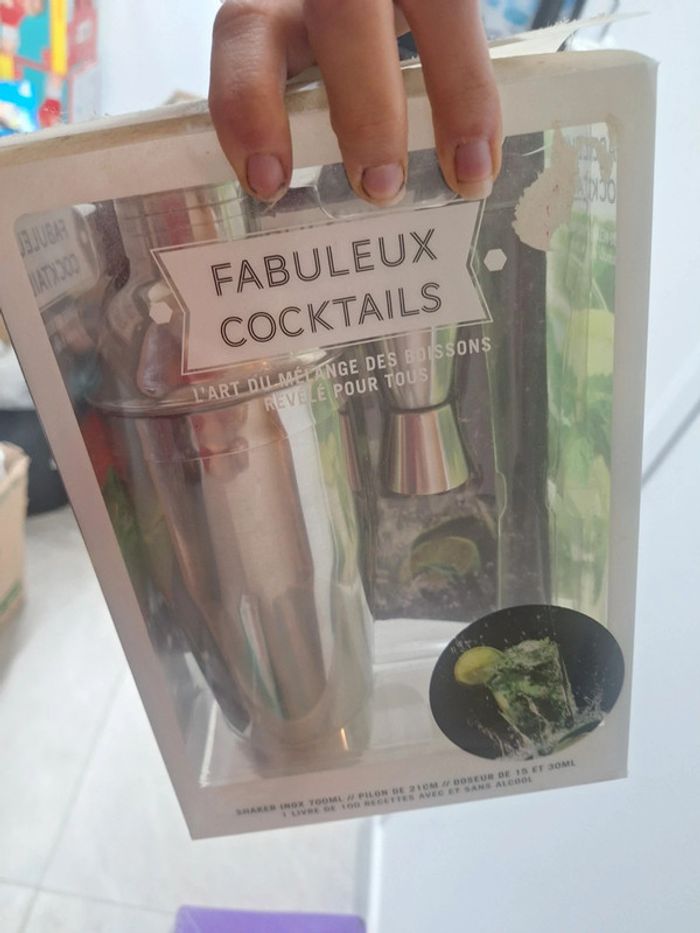 FABULEUX
COCKTAILS
L'ART DU MÉLANGE DES BOISSONS
RÉVÉLÉ POUR TOUS
SHAKER INOX 700ML // PILON DE 21CM // DOSEUR DE 15 ET 30ML
1 LIVRE DE 100 RECETTES AVEC ET SANS ALCOOL